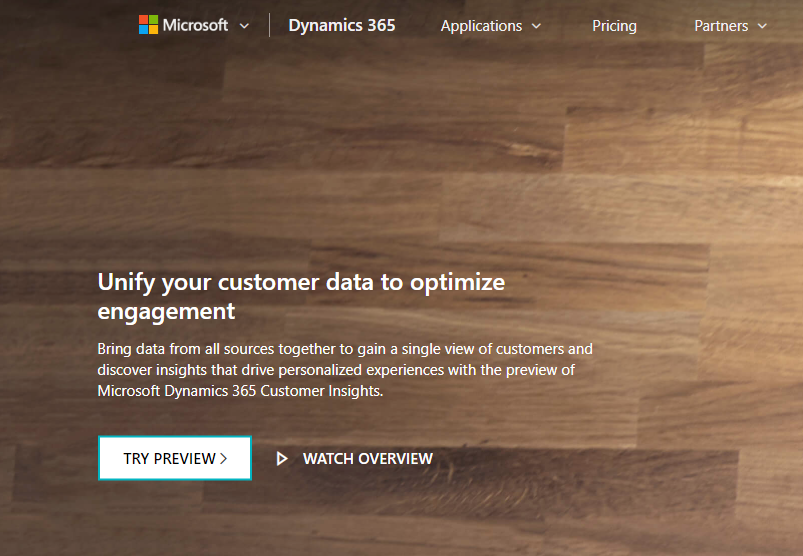 Microsoft Dynamics 365 Applications Pricing Partners
Unify your customer data to optimize
engagement
Bring data from all sources together to gain a single view of customers and
discover insights that drive personalized experiences with the preview of
Microsoft Dynamics 365 Customer Insights.
TRY PREVIEW WATCH OVERVIEW